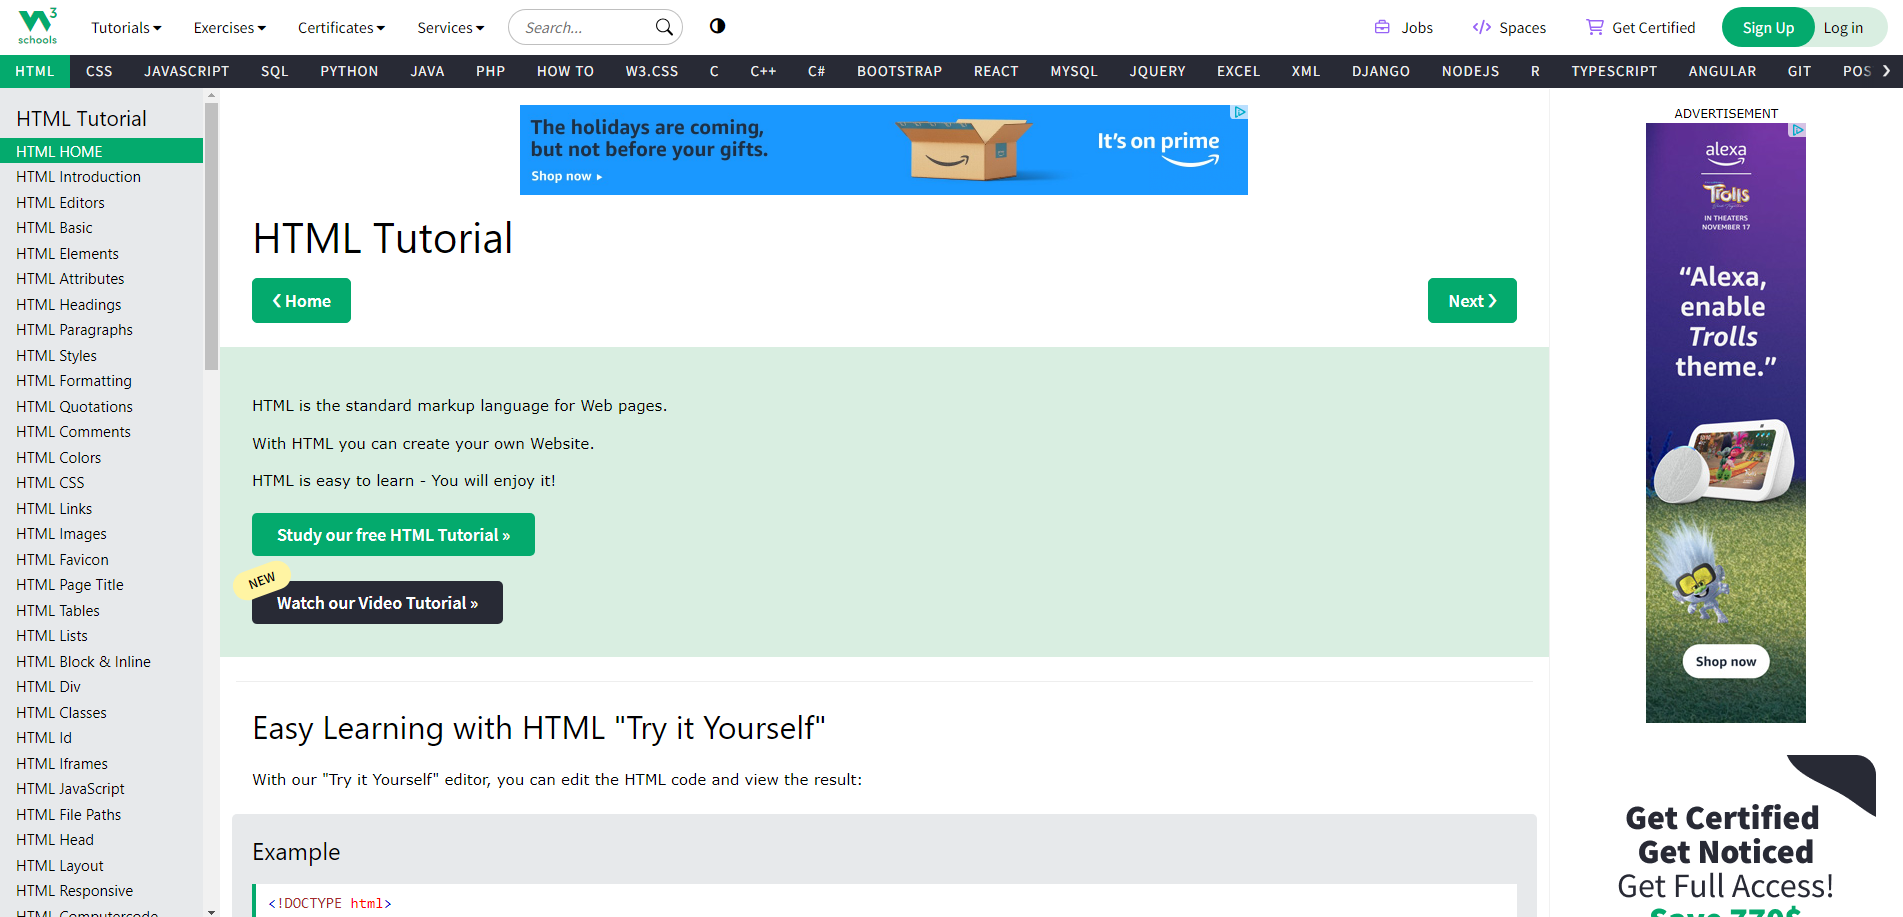 3
schools
Tutorials
Exercises
Certificates
Services
Search...
Jobs
Spaces
Get Certified
Sign Up
Log in
HTML
CSS
JAVASCRIPT
SQL
PYTHON
JAVA
PHP
HOW TO
W3.CSS
C
C++
C#
BOOTSTRAP
REACT
MYSQL
JQUERY
EXCEL
XML
DJANGO
NODEJS
R
TYPESCRIPT
ANGULAR
GIT
POS
HTML Tutorial
HTML HOME
HTML Introduction
HTML Editors
HTML Basic
HTML Elements
HTML Attributes
HTML Headings
HTML Paragraphs
HTML Styles
HTML Formatting
HTML Quotations
HTML Comments
HTML Colors
HTML CSS
HTML Links
HTML Images
HTML Favicon
HTML Page Title
HTML Tables
HTML Lists
HTML Block & Inline
HTML Div
HTML Classes
HTML Id
HTML Iframes
HTML JavaScript
HTML File Paths
HTML Head
HTML Layout
HTML Responsive
HTML Computercode
The holidays are coming,
but not before your gifts.
Shop now ▸
It's on prime
HTML Tutorial
❮ Home
Next ❯
HTML is the standard markup language for Web pages.
With HTML you can create your own Website.
HTML is easy to learn - You will enjoy it!
Study our free HTML Tutorial »
NEW
Watch our Video Tutorial »
Easy Learning with HTML "Try it Yourself"
With our "Try it Yourself" editor, you can edit the HTML code and view the result:
Example
<!DOCTYPE html>
ADVERTISEMENT
alexa
Trolls
IN THEATERS
NOVEMBER 17
“Alexa,
enable
Trolls
theme.”
Shop now
Get Certified
Get Noticed
Get Full Access!
Save 770$